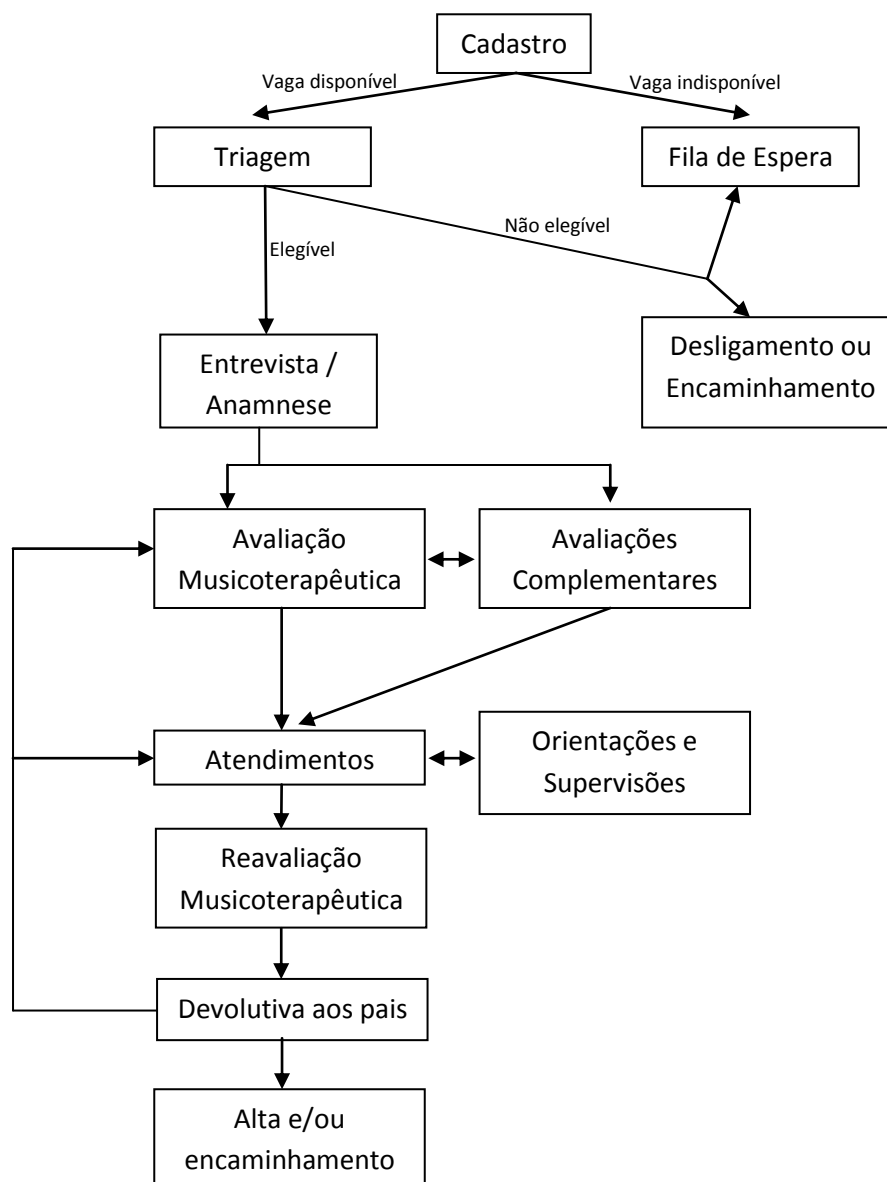 Cadastro
Vaga disponível
Vaga indisponível
Triagem
Fila de Espera
Não elegível
Elegível
Desligamento ou
Encaminhamento
Entrevista /
Anamnese
Avaliação
Musicoterapêutica
Avaliações
Complementares
Atendimentos
Orientações e
Supervisões
Reavaliação
Musicoterapêutica
Devolutiva aos pais
Alta e/ou
encaminhamento